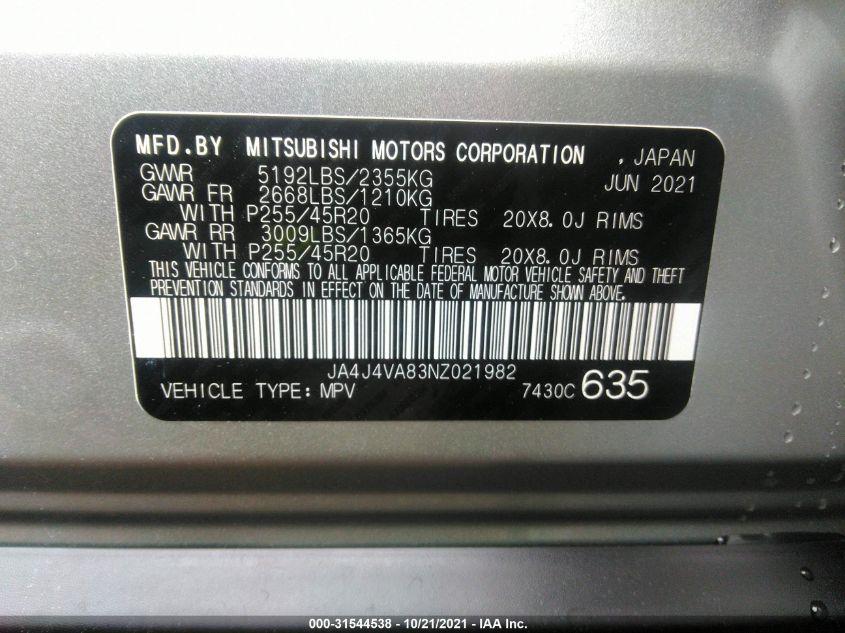 MFD.BY MITSUBISHI MOTORS CORPORATION , JAPAN
GVWR 5192LBS/2355KG JUN 2021
GAWR FR 2668LBS/1210KG
WITH P255/45R20 TIRES 20X8.0J RIMS
GAWR RR 3009LBS/1365KG
WITH P255/45R20 TIRES 20X8.0J RIMS
THIS VEHICLE CONFORMS TO ALL APPLICABLE FEDERAL MOTOR VEHICLE SAFETY AND THEFT
PREVENTION STANDARDS IN EFFECT ON THE DATE OF MANUFACTURE SHOWN ABOVE.
JA4J4VA83NZ021982
VEHICLE TYPE: MPV 7430C 635
000-31544538 - 10/21/2021 - IAA Inc.